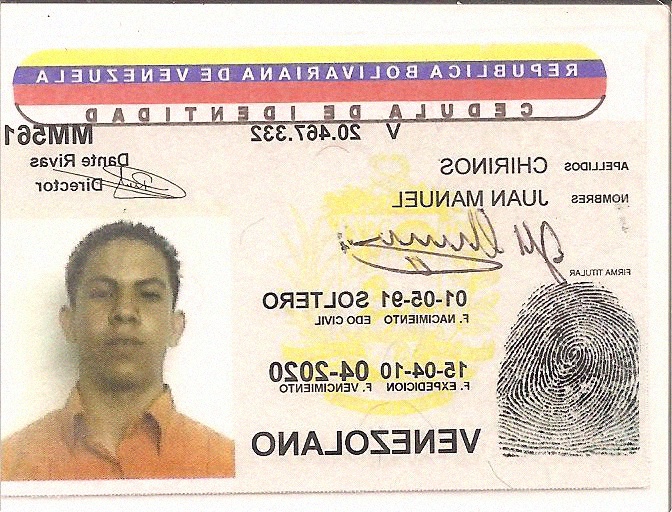 REPUBLICA BOLIVARIANA DE VENEZUELA
CEDULA DE IDENTIDAD
V 20.467.332 MM561
APELLIDOS CHIRINOS
Dante Rivas
Director
NOMBRES JUAN MANUEL
FIRMA TITULAR
01-05-91 SOLTERO
F. NACIMIENTO EDO CIVIL
15-04-10 04-2020
F. EXPEDICION F. VENCIMIENTO
VENEZOLANO